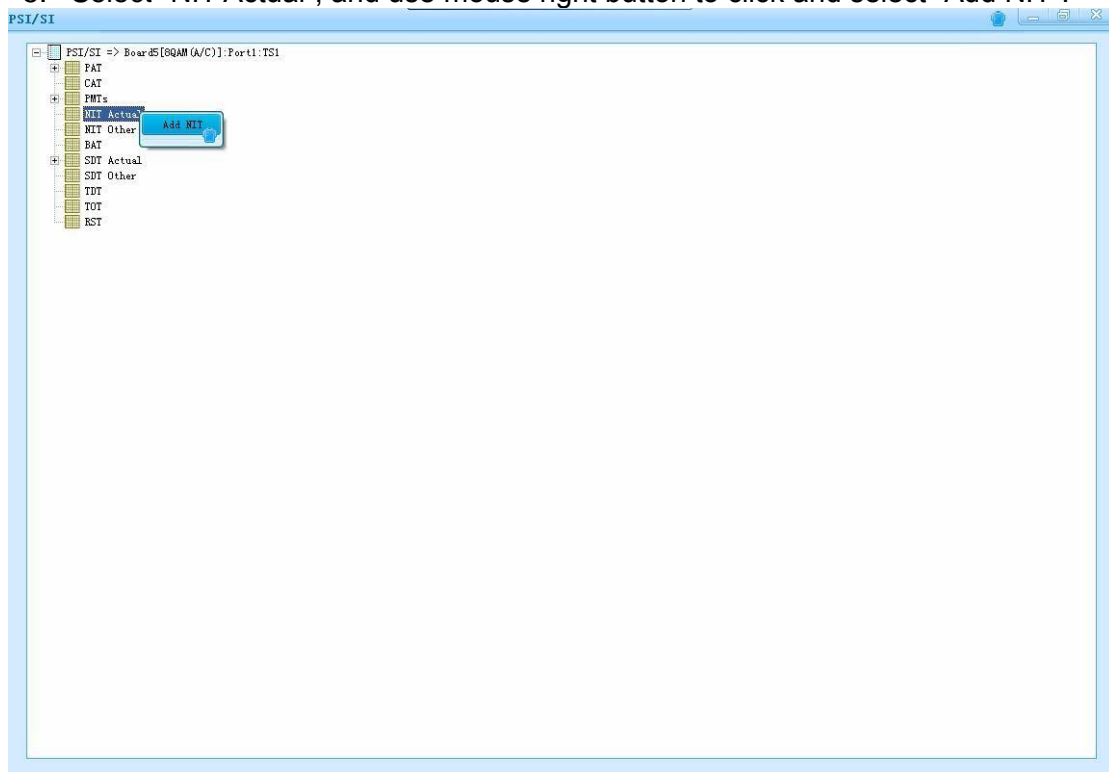 Select "NIT Actual", and use mouse right button to click and select "Add NIT".
PSI/SI
PSI/SI => Board5[8QAM(A/C)]:Port1:TS1
PAT
CAT
PMTs
NIT Actual
Add NIT
NIT Other
BAT
SDT Actual
SDT Other
TDT
TOT
RST